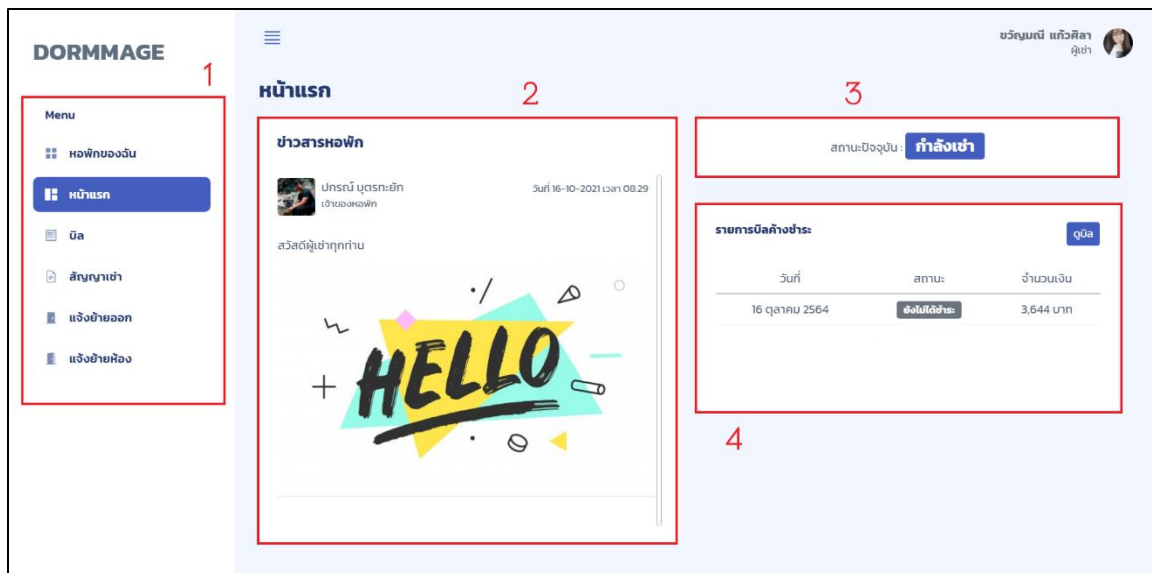 DORMMAGE
1
Menu
หอพักของฉัน
หน้าแรก
บิล
สัญญาเช่า
แจ้งย้ายออก
แจ้งย้ายห้อง
ขวัญมณี แก้วศิลา
ผู้เช่า
หน้าแรก
2
ข่าวสารหอพัก
ปกรณ์ บุตรทะยัก
วันที่ 16-10-2021 เวลา 08:29
เจ้าของหอพัก
สวัสดีผู้เช่าทุกท่าน
HELLO
3
สถานะปัจจุบัน : กำลังเช่า
รายการบิลค้างชำระ
ดูบิล
วันที่ สถานะ จำนวนเงิน
16 ตุลาคม 2564 ยังไม่ได้ชำระ 3,644 บาท
4